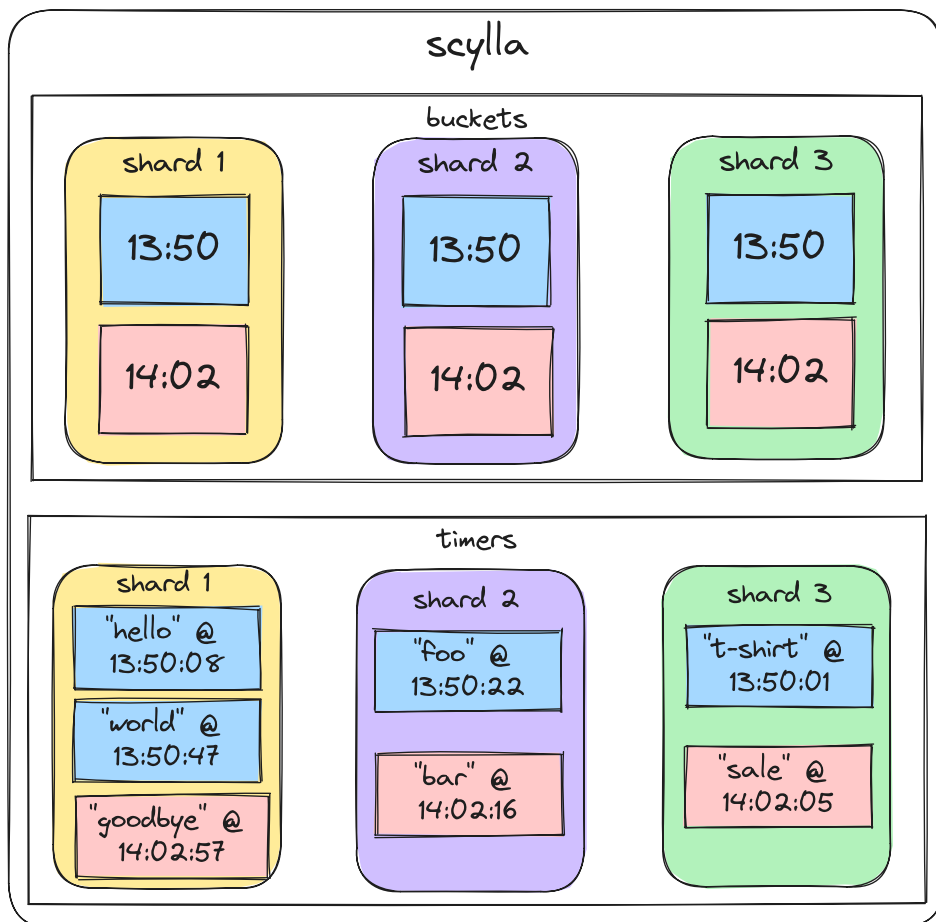 scylla
buckets
shard 1
13:50
14:02
shard 2
13:50
14:02
shard 3
13:50
14:02
timers
shard 1
"hello" @
13:50:08
"world" @
13:50:47
"goodbye" @
14:02:57
shard 2
"foo" @
13:50:22
"bar" @
14:02:16
shard 3
"t-shirt" @
13:50:01
"sale" @
14:02:05